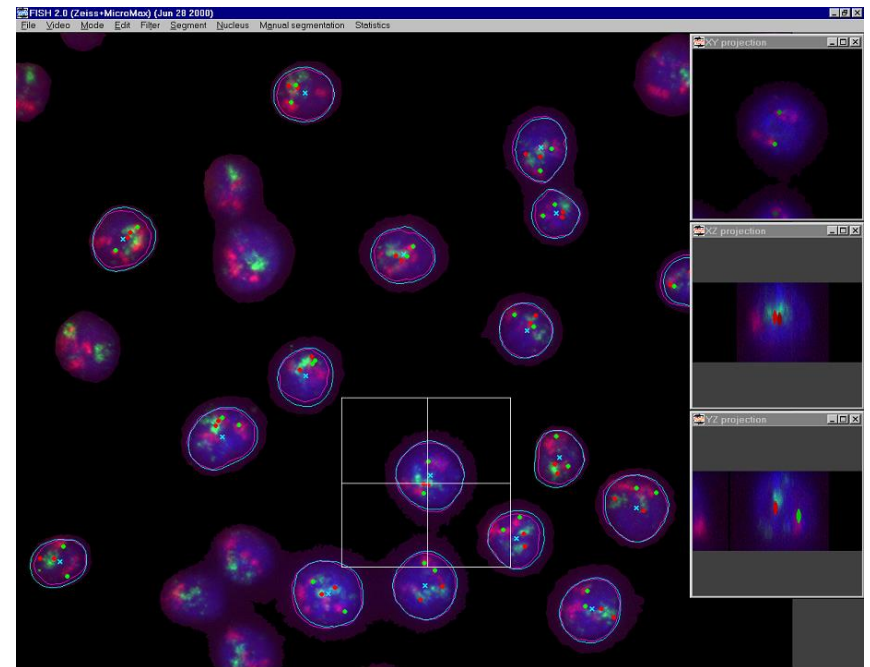 FISH 2.0 (Zeiss+MicroMax) (Jun 28 2000)
File Video Mode Edit Filter Segment Nucleus Manual segmentation Statistics
XY projection
XZ projection
YZ projection